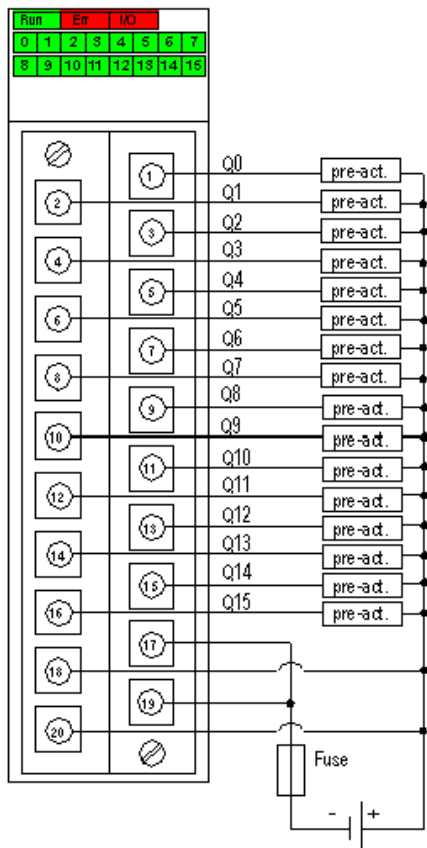 Run Err I/O
0 1 2 3 4 5 6 7
8 9 10 11 12 13 14 15
1 Q0 pre-act.
2 Q1 pre-act.
3 Q2 pre-act.
4 Q3 pre-act.
5 Q4 pre-act.
6 Q5 pre-act.
7 Q6 pre-act.
8 Q7 pre-act.
9 Q8 pre-act.
10 Q9 pre-act.
11 Q10 pre-act.
12 Q11 pre-act.
13 Q12 pre-act.
14 Q13 pre-act.
15 Q14 pre-act.
16 Q15 pre-act.
17
18
19
20
Fuse
- +